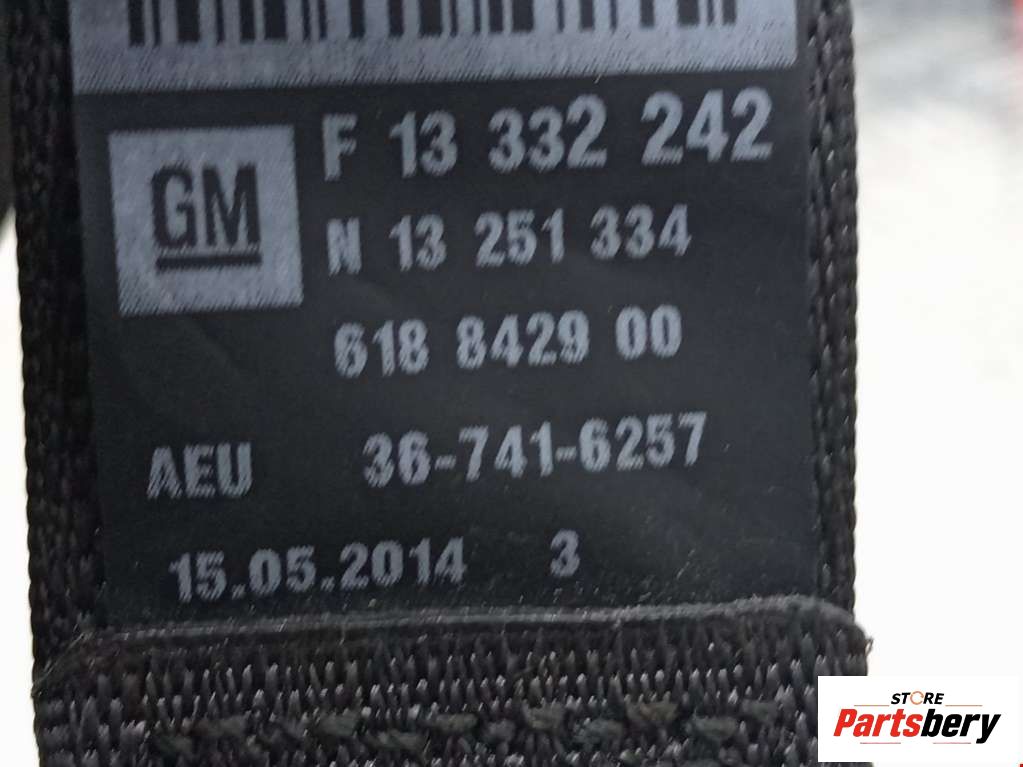 GM
F 13 332 242
N 13 251 334
618 8429 00
AEU 36-741-6257
15.05.2014 3
STORE
Partsbery